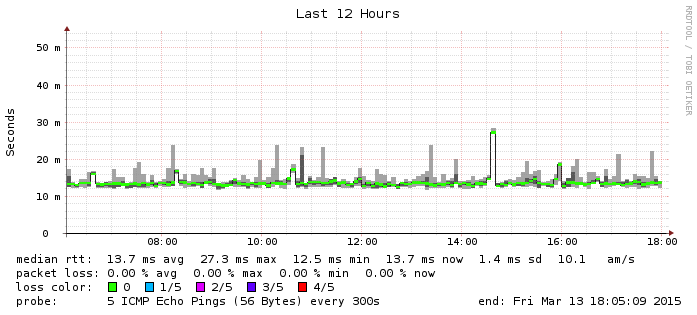 Last 12 Hours
RRDTOOL / TOBI OETIKER
Seconds
50 m
40 m
30 m
20 m
10 m
0
08:00 10:00 12:00 14:00 16:00 18:00
median rtt: 13.7 ms avg 27.3 ms max 12.5 ms min 13.7 ms now 1.4 ms sd 10.1 am/s
packet loss: 0.00 % avg 0.00 % max 0.00 % min 0.00 % now
loss color: 0 1/5 2/5 3/5 4/5
probe: 5 ICMP Echo Pings (56 Bytes) every 300s end: Fri Mar 13 18:05:09 2015